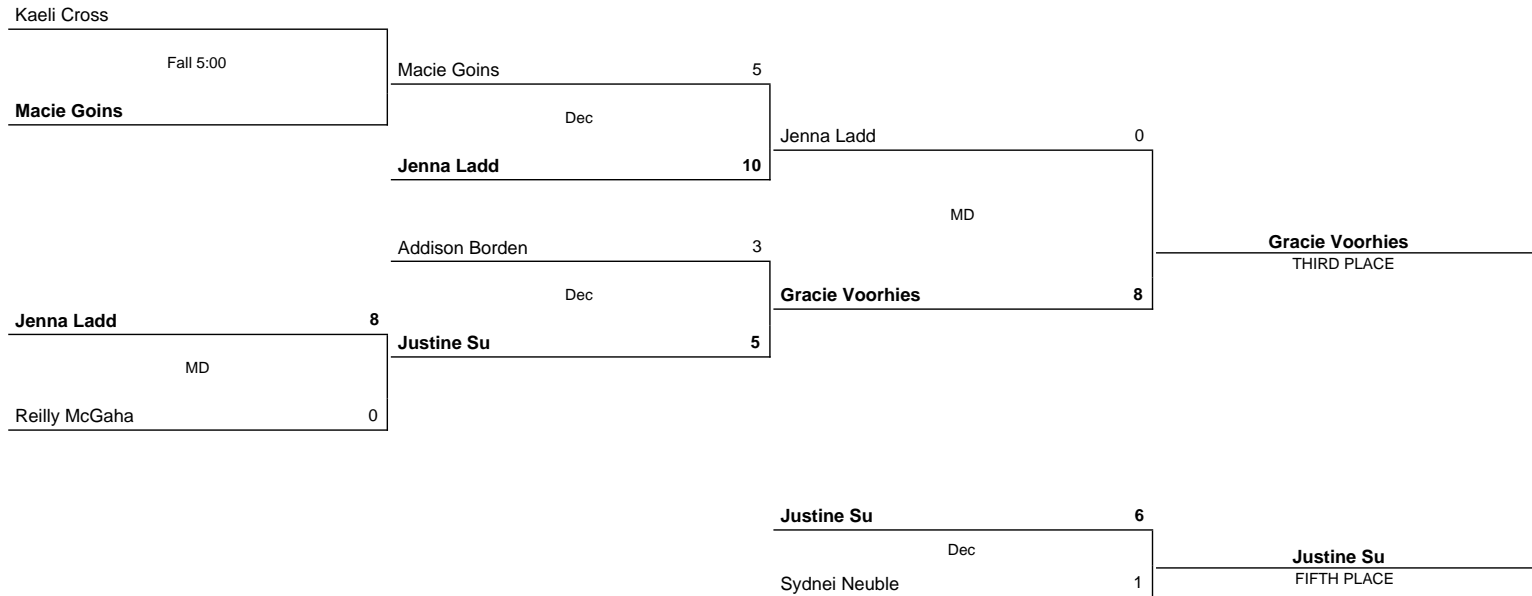 Kaeli Cross
Fall 5:00
Macie Goins
Macie Goins 5
Dec
Jenna Ladd 10
Jenna Ladd 0
MD
Gracie Voorhies 8
Gracie Voorhies
THIRD PLACE
Addison Borden 3
Dec
Justine Su 5
Jenna Ladd 8
MD
Reilly McGaha 0
Justine Su 6
Dec
Sydnei Neuble 1
Justine Su
FIFTH PLACE